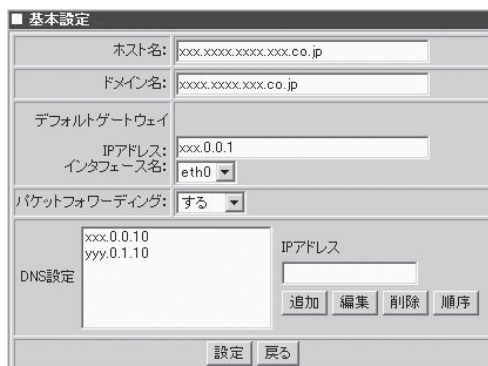 ■ 基本設定
ホスト名: xxx.xxxx.xxxx.xxx.co.jp
ドメイン名: xxxx.xxxx.xxx.co.jp
デフォルトゲートウェイ
IPアドレス: xxx.0.0.1
インタフェース名: eth0
パケットフォワーディング: する
DNS設定
xxx.0.0.10
yyy.0.1.10
IPアドレス
追加 編集 削除 順序
設定 戻る